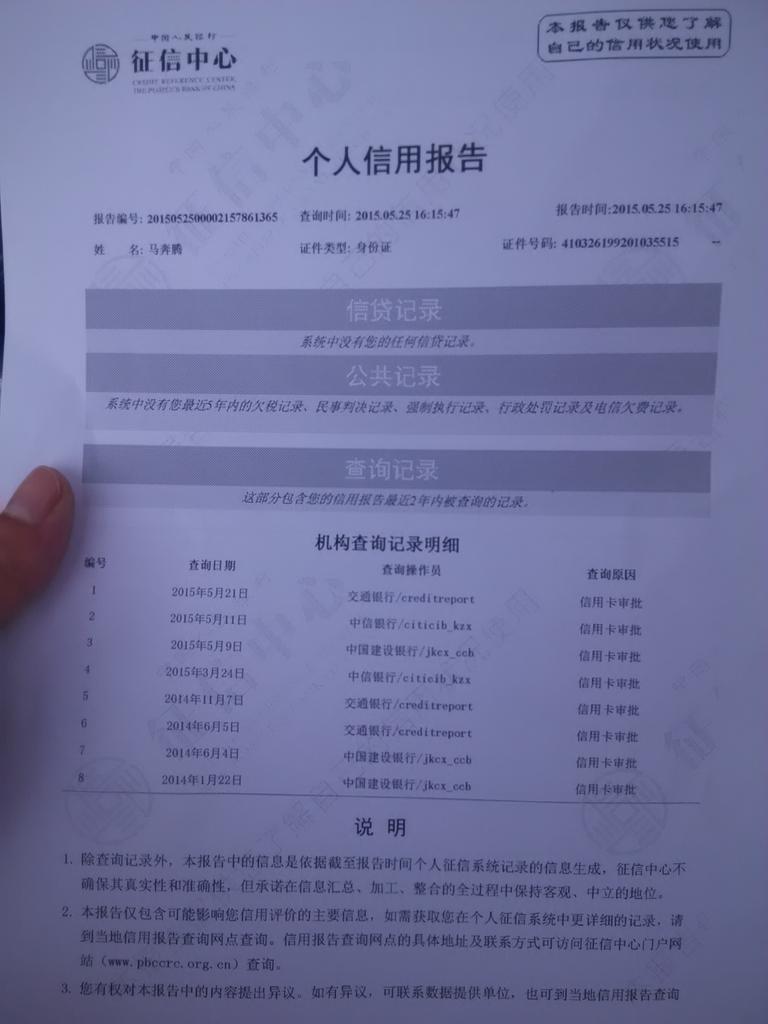 中国人民银行
征信中心
CREDIT REFERENCE CENTER,
THE PEOPLE'S BANK OF CHINA
本报告仅供您了解
自己的信用状况使用
个人信用报告
报告编号: 2015052500002157861365 查询时间: 2015.05.25 16:15:47 报告时间:2015.05.25 16:15:47
姓 名: 马奔腾 证件类型: 身份证 证件号码: 410326199201035515 --
信贷记录
系统中没有您的任何信贷记录。
公共记录
系统中没有您最近5年内的欠税记录、民事判决记录、强制执行记录、行政处罚记录及电信欠费记录。
查询记录
这部分包含您的信用报告最近2年内被查询的记录。
机构查询记录明细
编号 查询日期 查询操作员 查询原因
1 2015年5月21日 交通银行/creditreport 信用卡审批
2 2015年5月11日 中信银行/citicib_kzx 信用卡审批
3 2015年5月9日 中国建设银行/jkcx_ccb 信用卡审批
4 2015年3月24日 中信银行/citicib_kzx 信用卡审批
5 2014年11月7日 交通银行/creditreport 信用卡审批
6 2014年6月5日 交通银行/creditreport 信用卡审批
7 2014年6月4日 中国建设银行/jkcx_ccb 信用卡审批
8 2014年1月22日 中国建设银行/jkcx_ccb 信用卡审批
说 明
1. 除查询记录外，本报告中的信息是依据截至报告时间个人征信系统记录的信息生成，征信中心不
确保其真实性和准确性，但承诺在信息汇总、加工、整合的全过程中保持客观、中立的地位。
2. 本报告仅包含可能影响您信用评价的主要信息，如需获取您在个人征信系统中更详细的记录，请
到当地信用报告查询网点查询。信用报告查询网点的具体地址及联系方式可访问征信中心门户网
站（www.pbccrc.org.cn）查询。
3. 您有权对本报告中的内容提出异议。如有异议，可联系数据提供单位，也可到当地信用报告查询